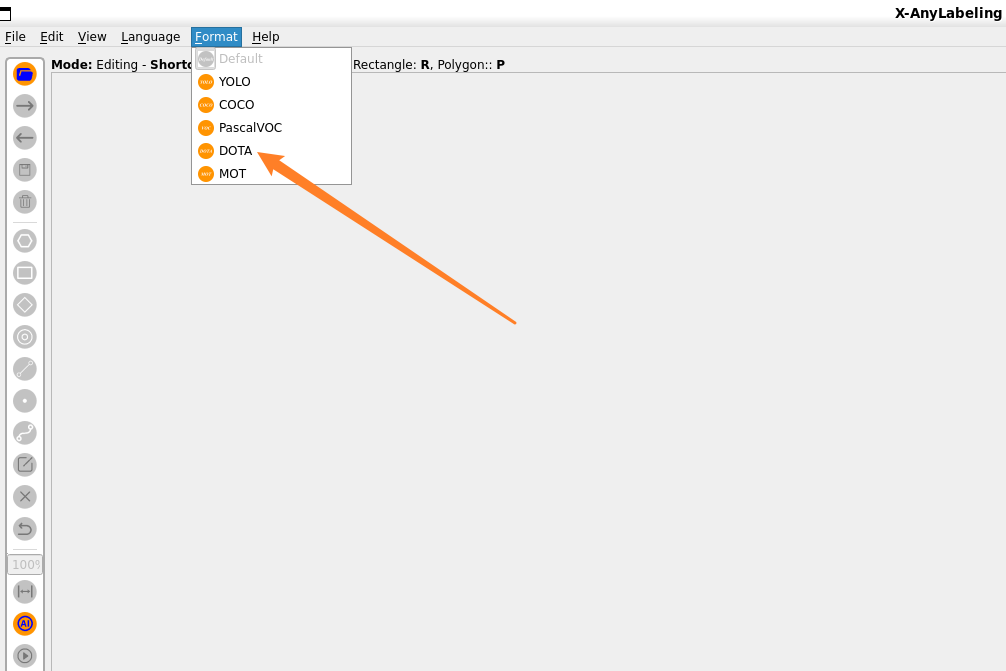 X-AnyLabeling
File Edit View Language Format Help
Mode: Editing - Shortc Rectangle: R, Polygon:: P
Default
YOLO
COCO
PascalVOC
DOTA
MOT
100%
AI